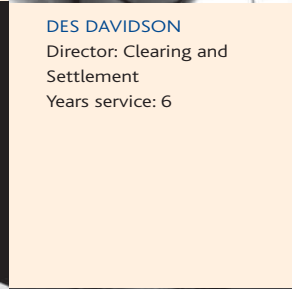 DES DAVIDSON
Director: Clearing and
Settlement
Years service: 6